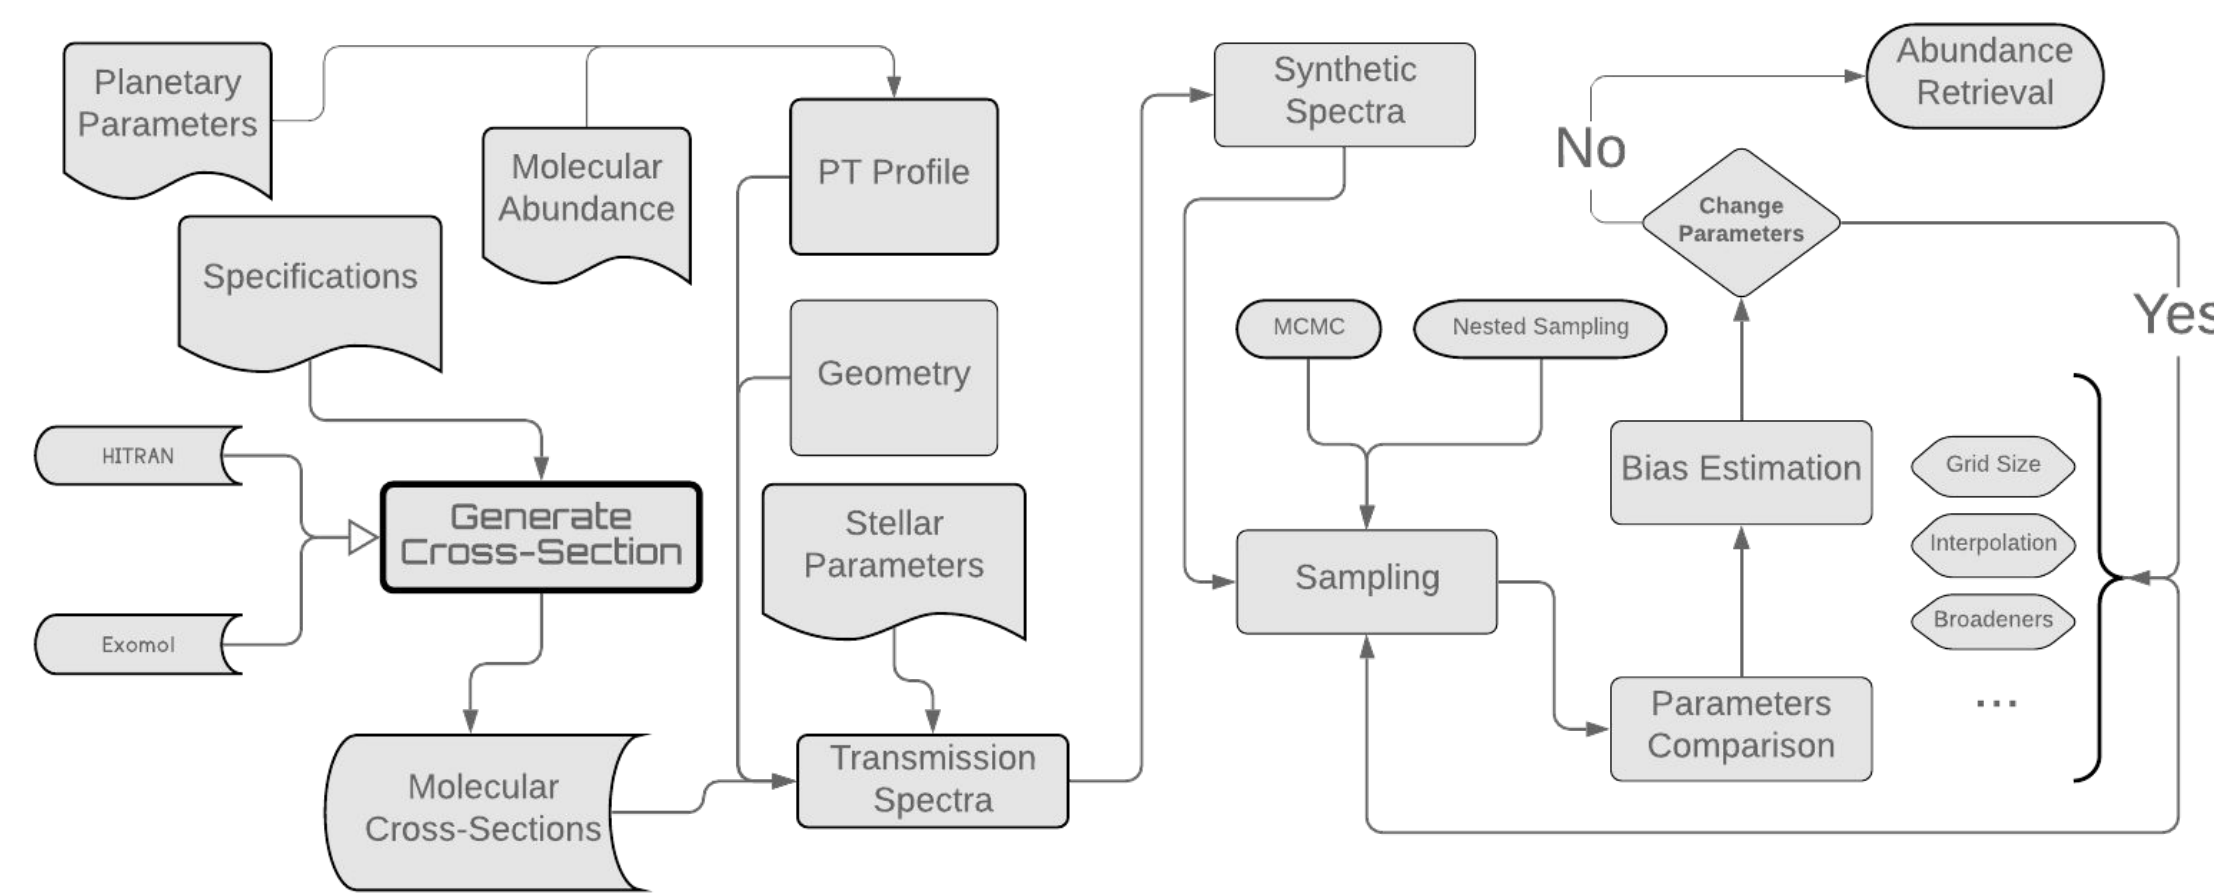 Planetary
Parameters
Molecular
Abundance
Specifications
HITRAN
Exomol
Generate
Cross-Section
Molecular
Cross-Sections
PT Profile
Geometry
Stellar
Parameters
Transmission
Spectra
Synthetic
Spectra
MCMC
Nested Sampling
Sampling
Parameters
Comparison
Bias Estimation
Change
Parameters
No
Abundance
Retrieval
Yes
Grid Size
Interpolation
Broadeners
...